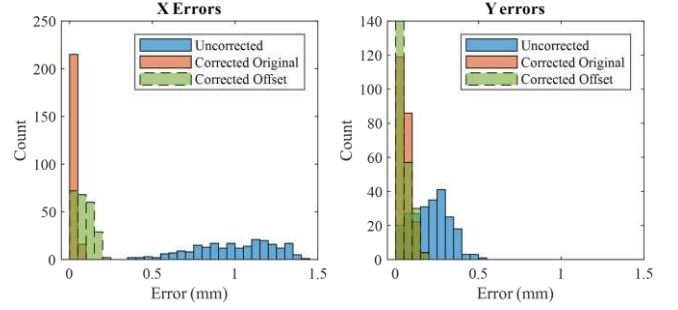 X Errors
250
200
150
100
50
0
Count
Uncorrected
Corrected Original
Corrected Offset
0
0.5
1
1.5
Error (mm)
Y errors
140
120
100
80
60
40
20
0
Count
Uncorrected
Corrected Original
Corrected Offset
0
0.5
1
1.5
Error (mm)